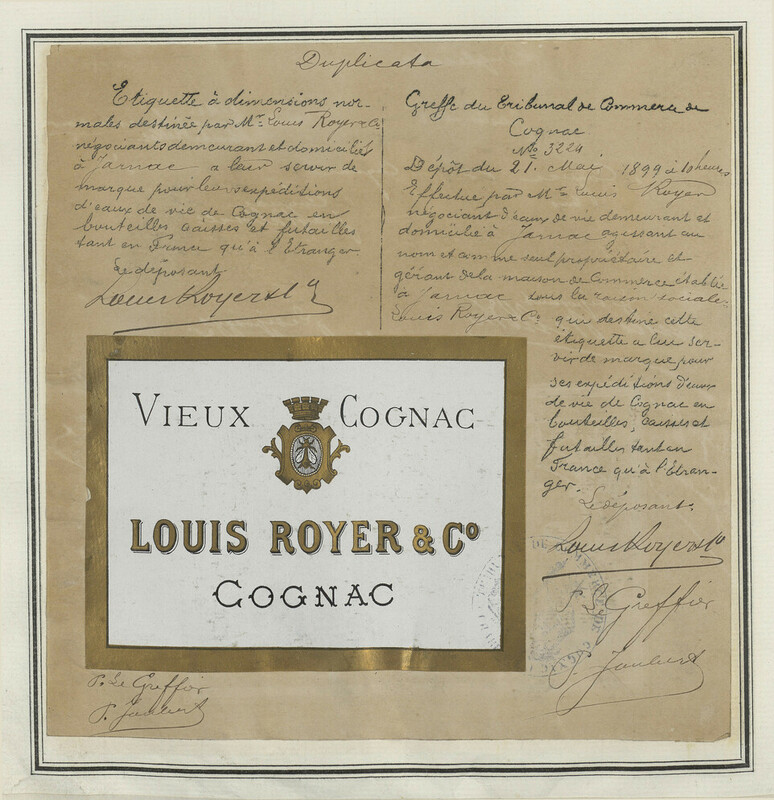 Duplicata
Etiquette à dimensions nor-
males destinée par Mr. Louis Royer & Co
négociants demeurant et domiciliés
à Jarnac a leur servir de
marque pour leurs expéditions
d'eaux de vie de Cognac en
bouteilles caisses et futailles
tant en France qu'à l'Etranger
Le déposant
Louis Royer & Co
Greffe du Tribunal de Commerce de
Cognac
No 3224
Dépôt du 21. Mai 1899 à 10 heures
Effectué par Mr Louis Royer
négociant d'eaux de vie demeurant et
domicilié à Jarnac agissant au
nom et comme seul propriétaire et
gérant de la maison de Commerce établie
à Jarnac sous la raison sociale
Louis Royer & Co. qui destine cette
étiquette a lui ser-
vir de marque pour
ses expéditions d'eaux
de vie de Cognac en
bouteilles, caisses et
futailles tant en
France qu'à l'Etran-
ger.
Le déposant.
Louis Royer & Co
P. Le Greffier
P. Joubert
VIEUX COGNAC
LOUIS ROYER & Co
COGNAC
P. Le Greffier
P. Joubert